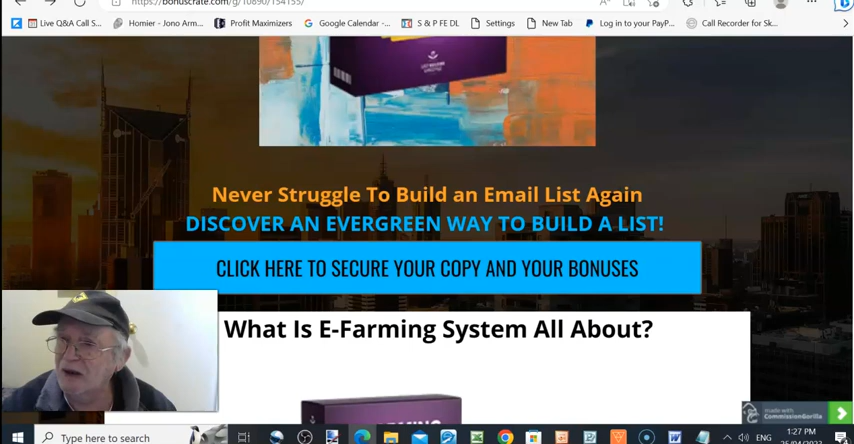 https://bonuscrate.com/g/10890/154155/
Live Q&A Call S...
Homier - Jono Arm...
Profit Maximizers
Google Calendar -...
S & P FE DL
Settings
New Tab
Log in to your PayP...
Call Recorder for Sk...
Never Struggle To Build an Email List Again
DISCOVER AN EVERGREEN WAY TO BUILD A LIST!
CLICK HERE TO SECURE YOUR COPY AND YOUR BONUSES
What Is E-Farming System All About?
made with
CommissionGorilla
Type here to search
ENG
1:27 PM